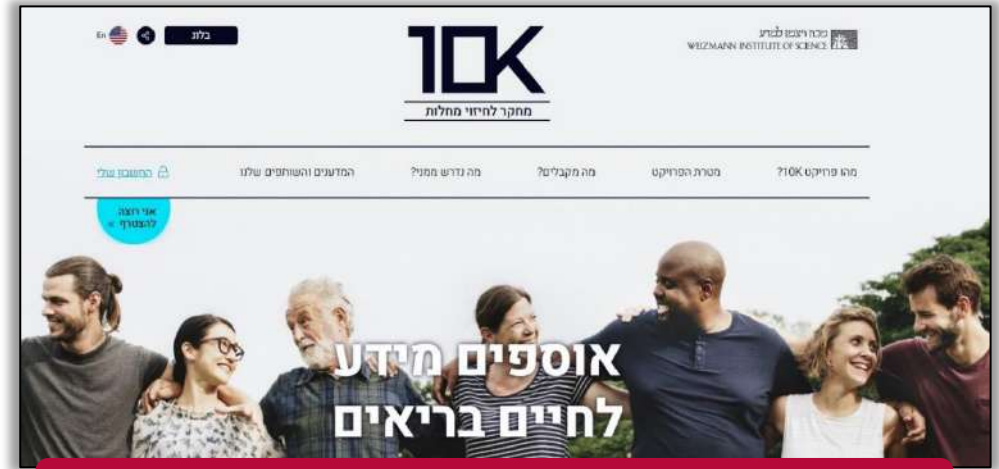 מכון ויצמן למדע
WEIZMANN INSTITUTE OF SCIENCE
10K
מחקר לחיזוי מחלות
בלוג
En
מהו פרויקט 10K?
מטרת הפרויקט
מה מקבלים?
מה נדרש ממני?
המדענים והשותפים שלנו
החשבון שלי
אני רוצה
להצטרף »
אוספים מידע
לחיים בריאים